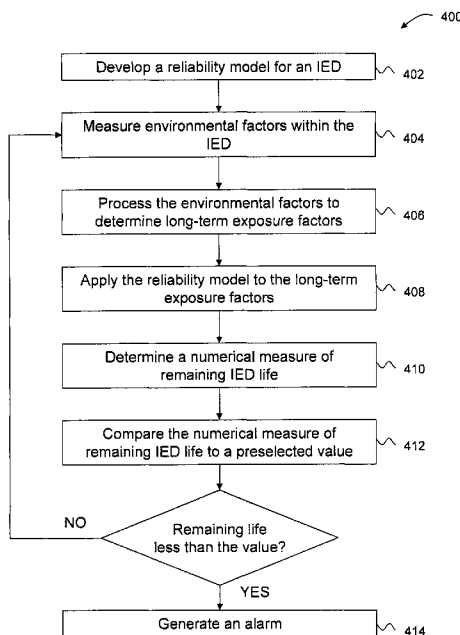 400
Develop a reliability model for an IED
402
Measure environmental factors within the
IED
404
Process the environmental factors to
determine long-term exposure factors
406
Apply the reliability model to the long-term
exposure factors
408
Determine a numerical measure of
remaining IED life
410
Compare the numerical measure of
remaining IED life to a preselected value
412
NO
Remaining life
less than the value?
YES
Generate an alarm
414